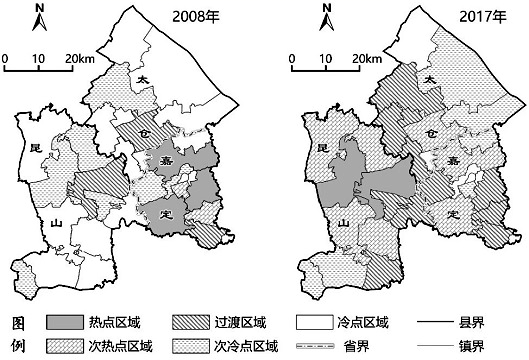 2008年
2017年
N
N
0 10 20km
0 10 20km
太
仓
昆
嘉
山
定
太
仓
昆
嘉
山
定
图例
热点区域
过渡区域
冷点区域
县界
次热点区域
次冷点区域
省界
镇界